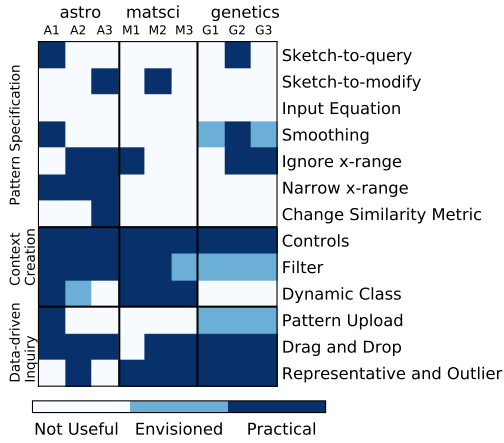 astro matsci genetics
A1 A2 A3 M1 M2 M3 G1 G2 G3
Pattern Specification
Sketch-to-query
Sketch-to-modify
Input Equation
Smoothing
Ignore x-range
Narrow x-range
Change Similarity Metric
Context
Creation
Controls
Filter
Dynamic Class
Data-driven
Inquiry
Pattern Upload
Drag and Drop
Representative and Outlier
Not Useful Envisioned Practical